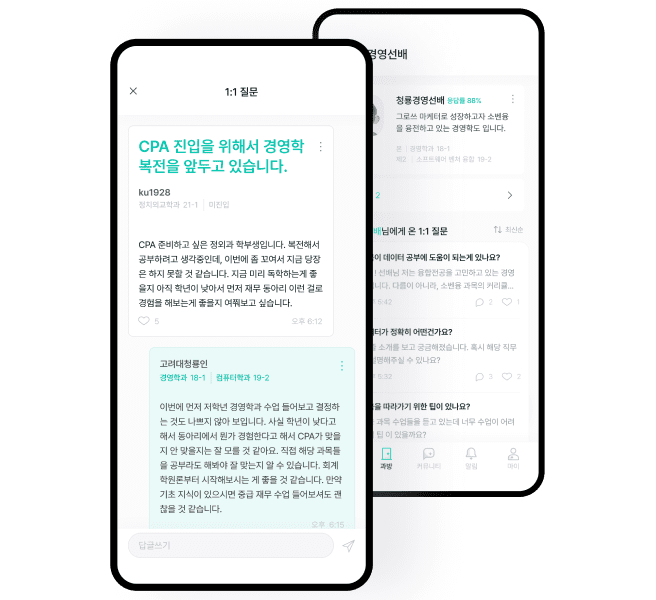 1:1 질문
CPA 진입을 위해서 경영학
복전을 앞두고 있습니다.
ku1928
정치외교학과 21-1 | 미진입
CPA 준비하고 싶은 정외과 학부생입니다. 복전해서
공부하려고 생각중인데, 이번에 좀 꼬여서 지금 당장
은 하지 못할 것 같습니다. 지금 미리 독학하는게 좋
을지 아직 학년이 낮아서 먼저 재무 동아리 이런 걸로
경험을 해보는게 좋을지 여쭤보고 싶습니다.
5
오후 6:12
고려대청룡인
경영학과 18-1 | 컴퓨터학과 19-2
이번에 먼저 저학년 경영학과 수업 들어보고 결정하
는 것도 나쁘지 않아 보입니다. 사실 학년이 낮다고
해서 동아리에서 뭔가 경험한다고 해서 CPA가 맞을
지 안 맞을지는 잘 모를 것 같아요. 직접 해당 과목들
을 공부라도 해봐야 잘 맞는지 알 수 있습니다. 회계
학원론부터 시작해보시는 게 좋을 것 같습니다. 만약
기초 지식이 있으시면 중급 재무 수업 들어보셔도 괜
찮을 것 같습니다.
오후 6:15
답글쓰기
경영선배
청룡경영선배 응답률 88%
그로쓰 마케터로 성장하고자 소벤융
을 융전하고 있는 경영학도 입니다.
본 | 경영학과 18-1
제2 | 소프트웨어 벤처 융합 19-2
2
배님에게 온 1:1 질문
최신순
이 데이터 공부에 도움이 되는게 있나요?
! 선배님 저는 융합전공을 고민하고 있는 경영
니다. 다름이 아니라, 소벤융 과목의 커리큘...
6:42
2
1
터가 정확히 어떤건가요?
소개를 보고 궁금해졌습니다. 혹시 해당 직무
설명해주실 수 있나요?
5:32
3
2
을 따라가기 위한 팁이 있나요?
과목 수업들을 듣고 있는데 너무 수업이 어려
팁 이 있을까요?
과방
커뮤니티
알림
마이